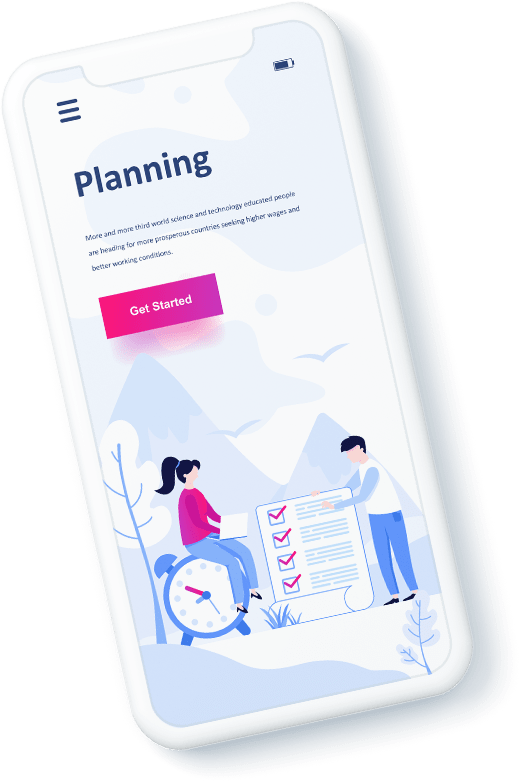 Planning
More and more third world science and technology educated people
are heading for more prosperous countries seeking higher wages and
better working conditions.
Get Started